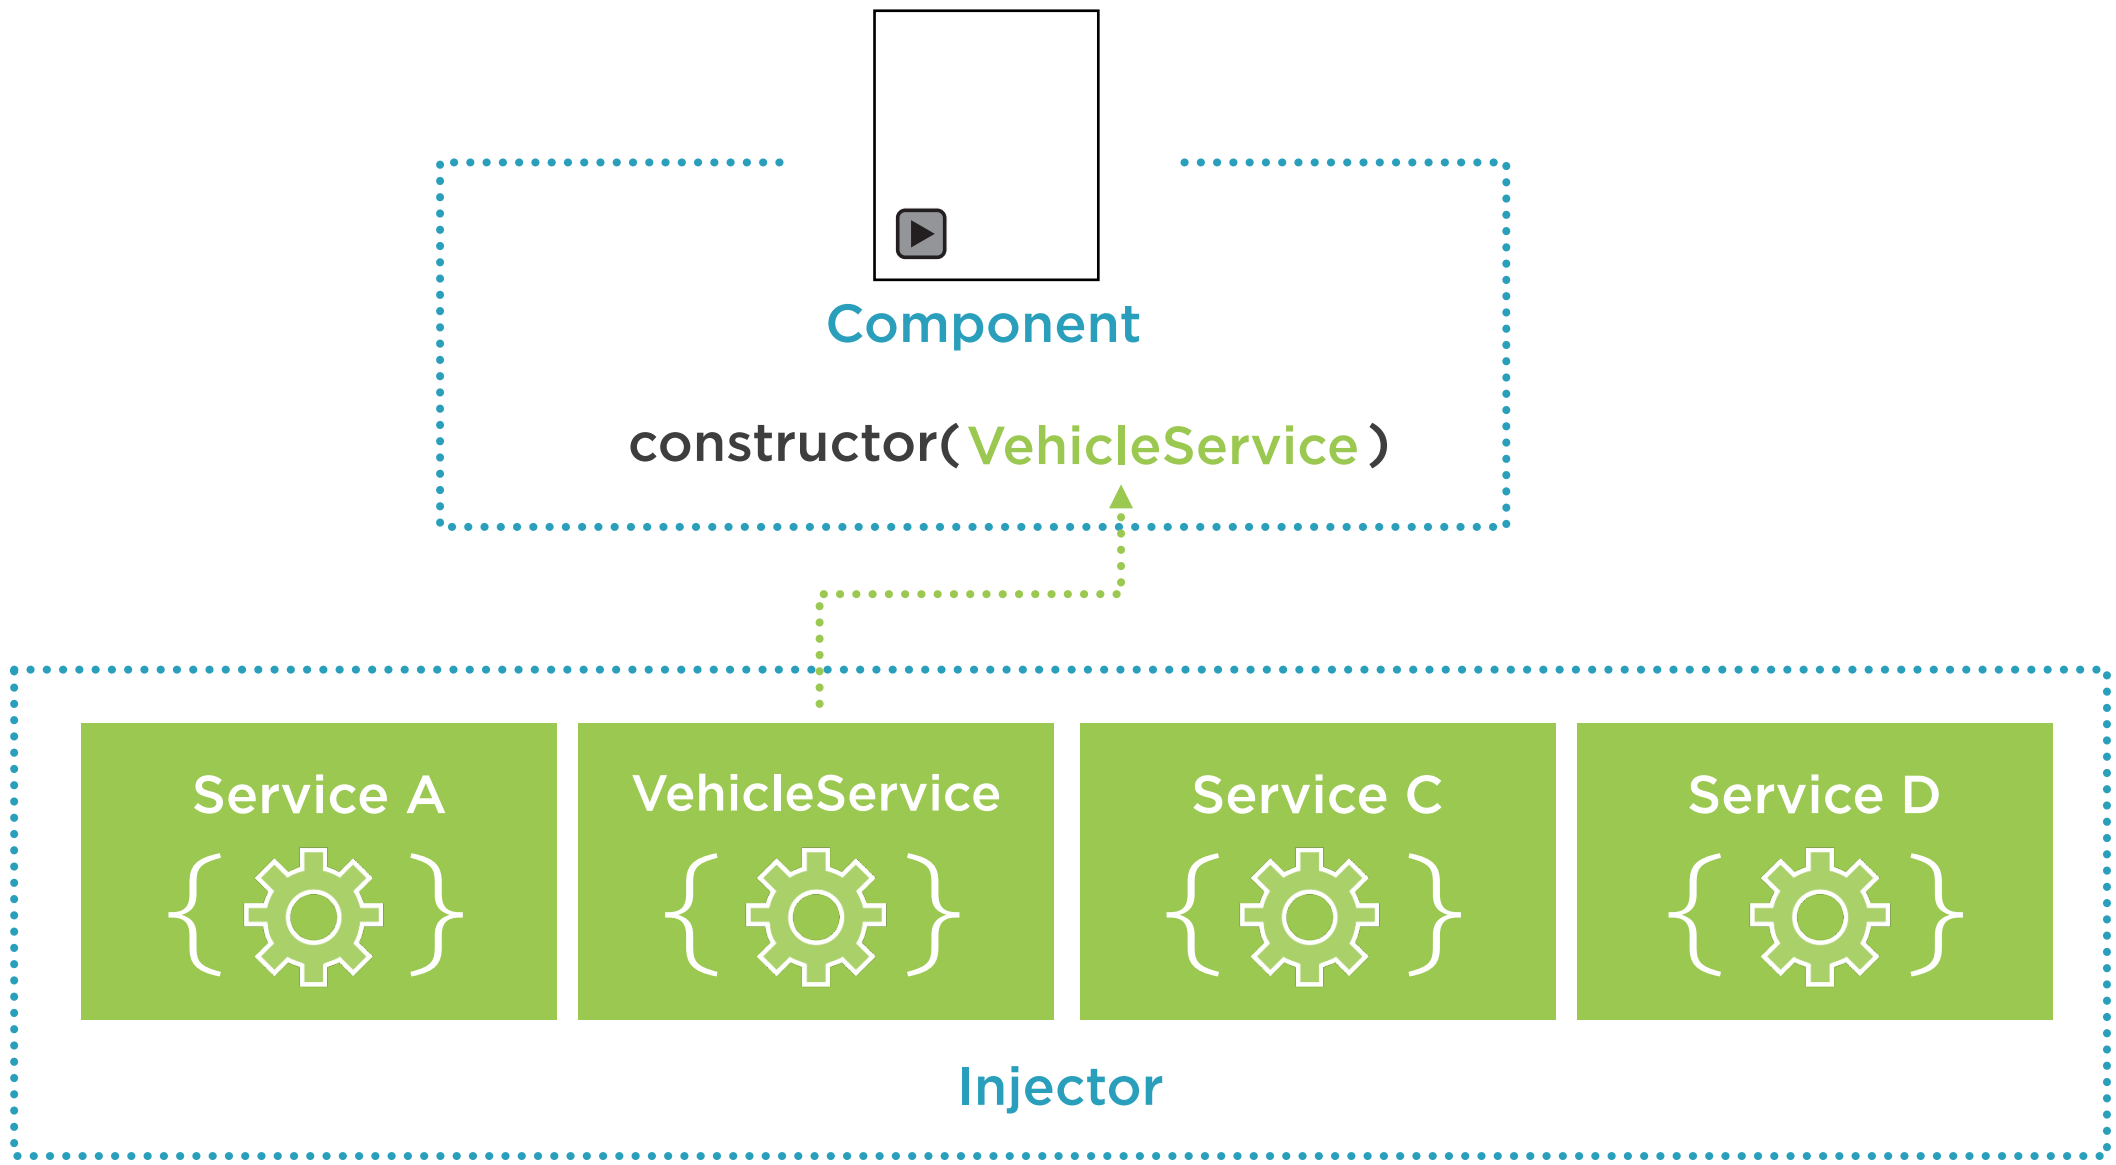 Component
constructor( VehicleService )
Service A
VehicleService
Service C
Service D
Injector